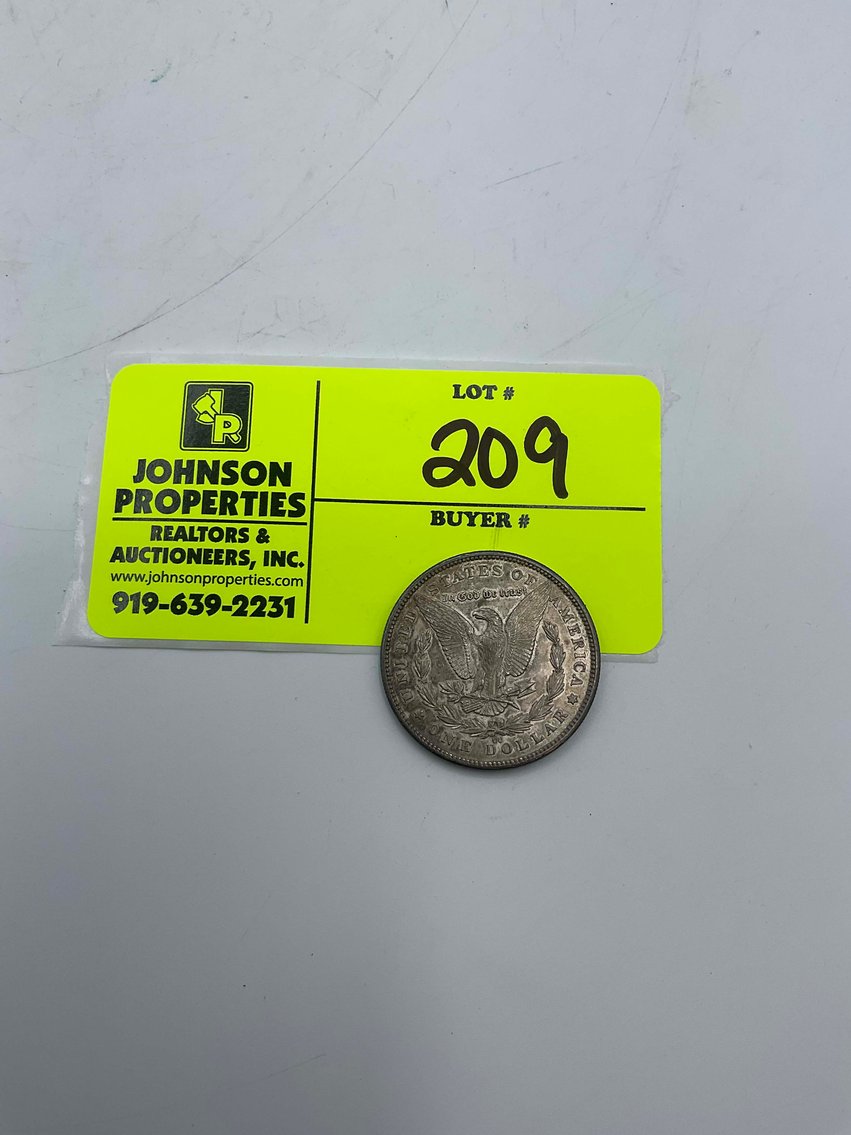 JR
JOHNSON
PROPERTIES
REALTORS &
AUCTIONEERS, INC.
www.johnsonproperties.com
919-639-2231
LOT #
209
BUYER #
UNITED STATES OF AMERICA
In God we trust
ONE DOLLAR